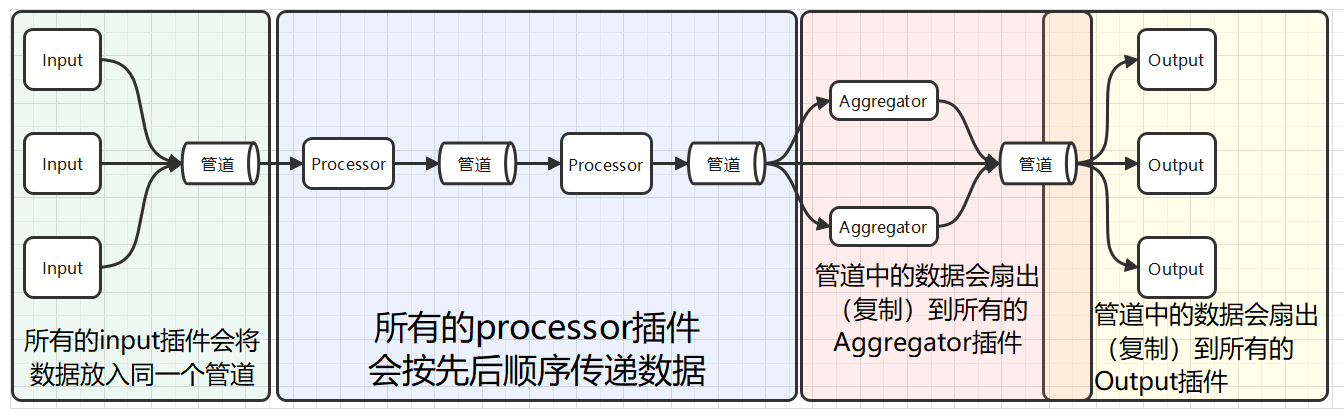 Input
Input
Input
管道
所有的input插件会将
数据放入同一个管道
Processor
管道
Processor
管道
所有的processor插件
会按先后顺序传递数据
Aggregator
Aggregator
管道
管道中的数据会扇出
（复制）到所有的
Aggregator插件
Output
Output
Output
管道中的数据会扇出
（复制）到所有的
Output插件